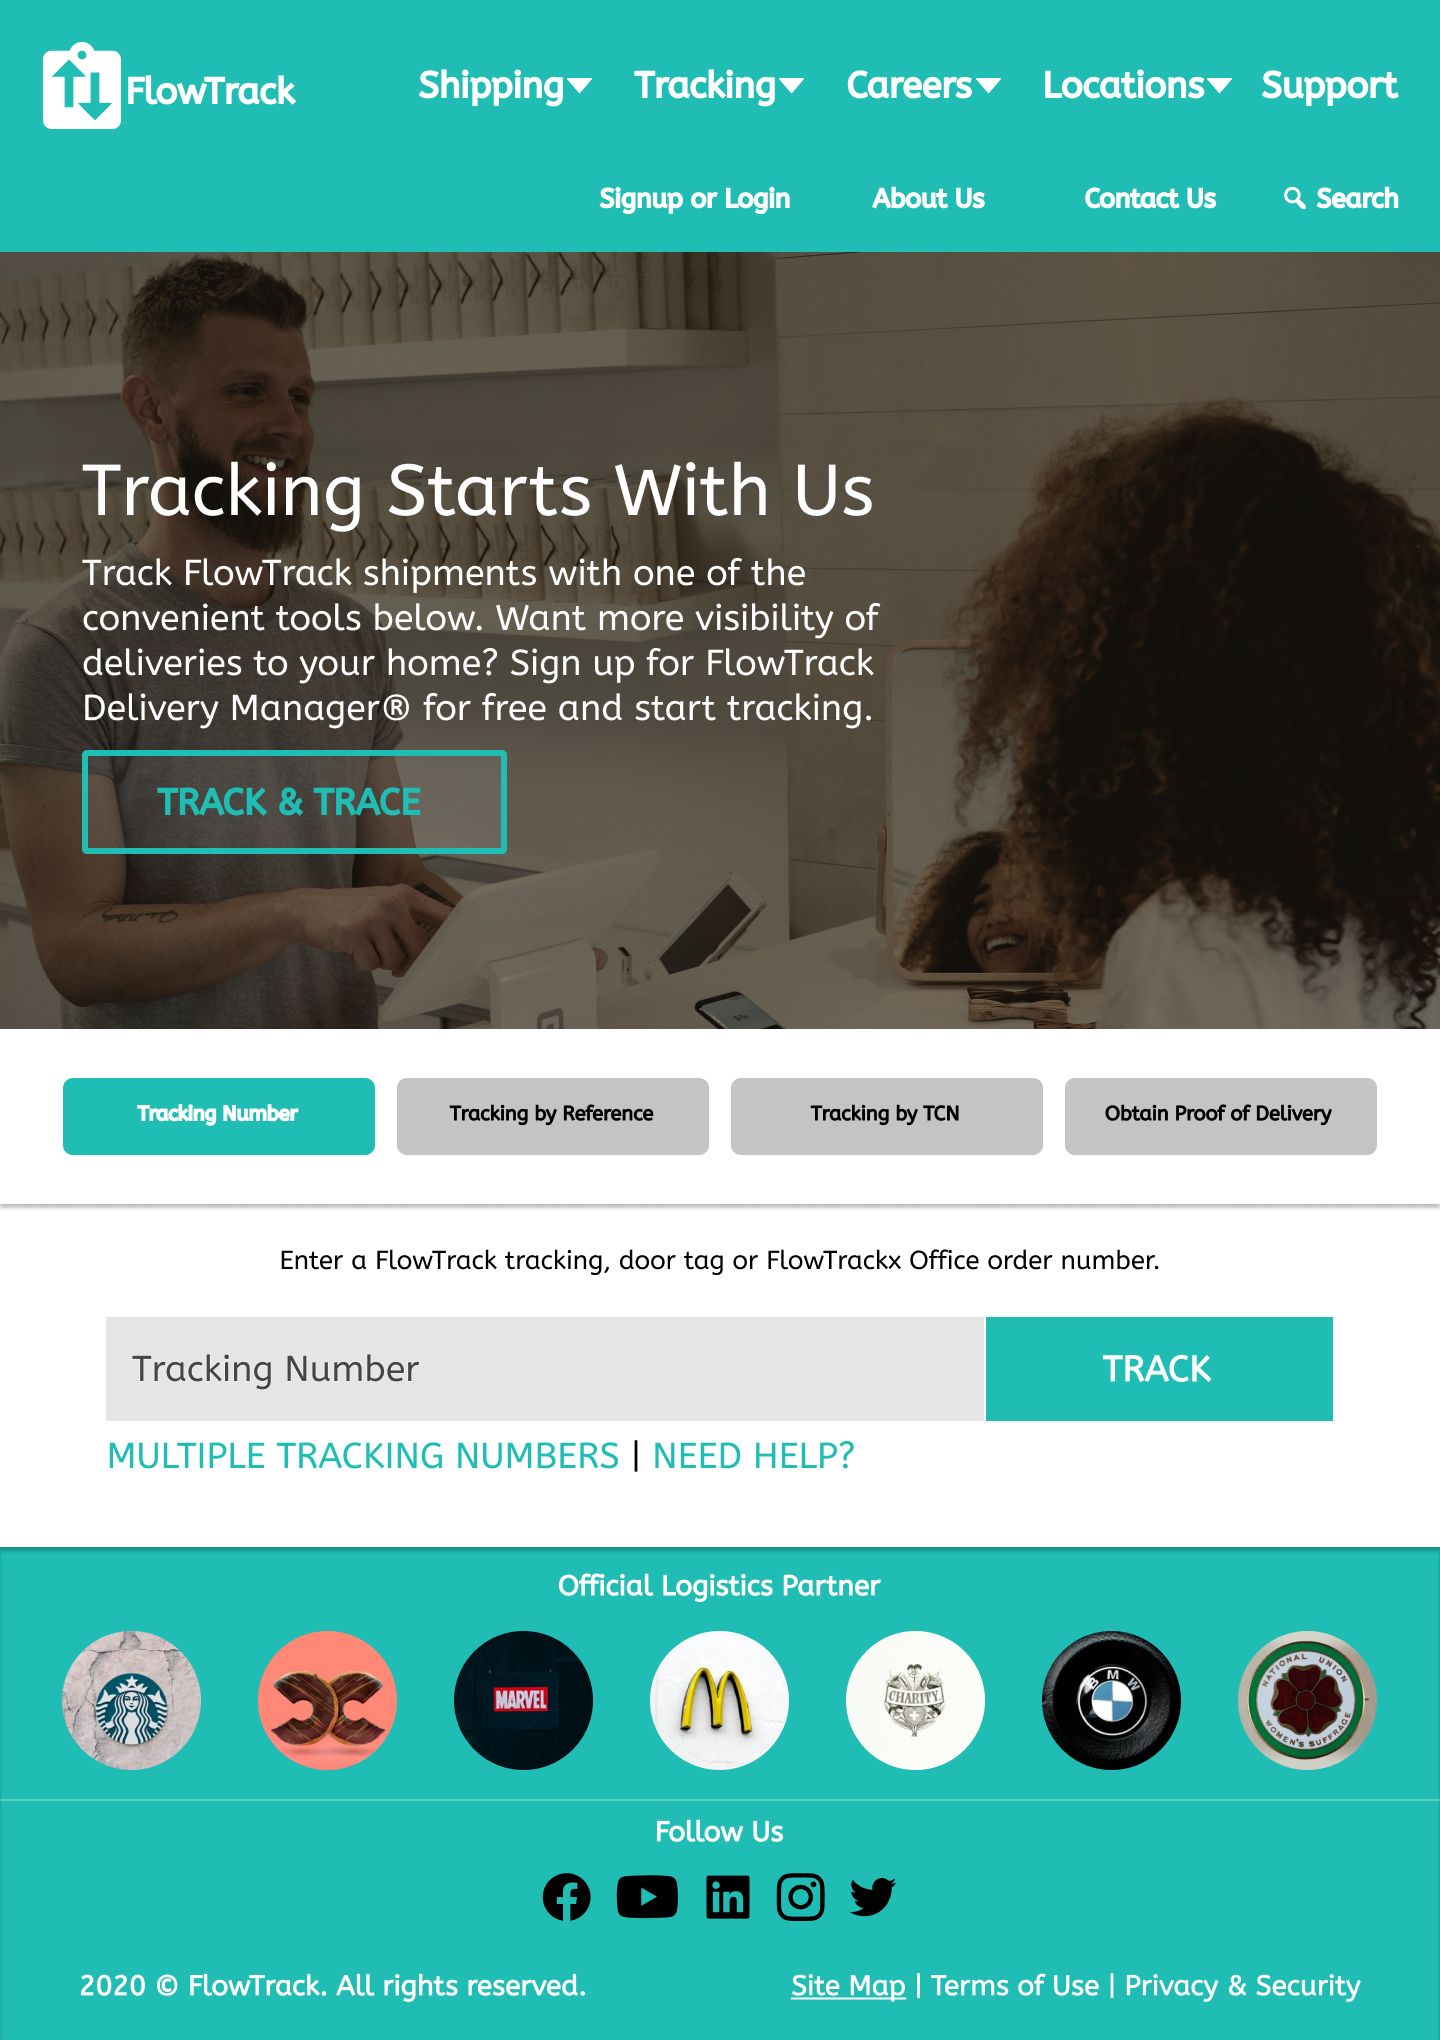 FlowTrack
Shipping
Tracking
Careers
Locations
Support
Signup or Login
About Us
Contact Us
Search
Tracking Starts With Us
Track FlowTrack shipments with one of the
convenient tools below. Want more visibility of
deliveries to your home? Sign up for FlowTrack
Delivery Manager® for free and start tracking.
TRACK & TRACE
Tracking Number
Tracking by Reference
Tracking by TCN
Obtain Proof of Delivery
Enter a FlowTrack tracking, door tag or FlowTrackx Office order number.
Tracking Number
TRACK
MULTIPLE TRACKING NUMBERS | NEED HELP?
Official Logistics Partner
MARVEL
CHARITY.
BMW
NATIONAL UNION
WOMEN'S SUFFRAGE
Follow Us
2020 © FlowTrack. All rights reserved.
Site Map | Terms of Use | Privacy & Security